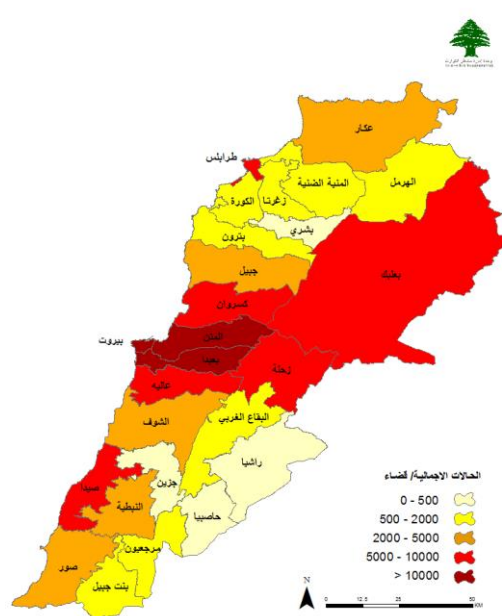 عكار
طرابلس
المنية الضنية
الهرمل
زغرتا
الكورة
بشري
بترون
جبيل
بعلبك
كسروان
المتن
بيروت
بعبدا
زحلة
عاليه
الشوف
البقاع الغربي
راشيا
صيدا
جزين
النبطية
حاصبيا
مرجعيون
صور
بنت جبيل
الحالات الاجمالية/ قضاء
0 - 500
500 - 2000
2000 - 5000
5000 - 10000
> 10000
N
0 12.5 25 50
KM